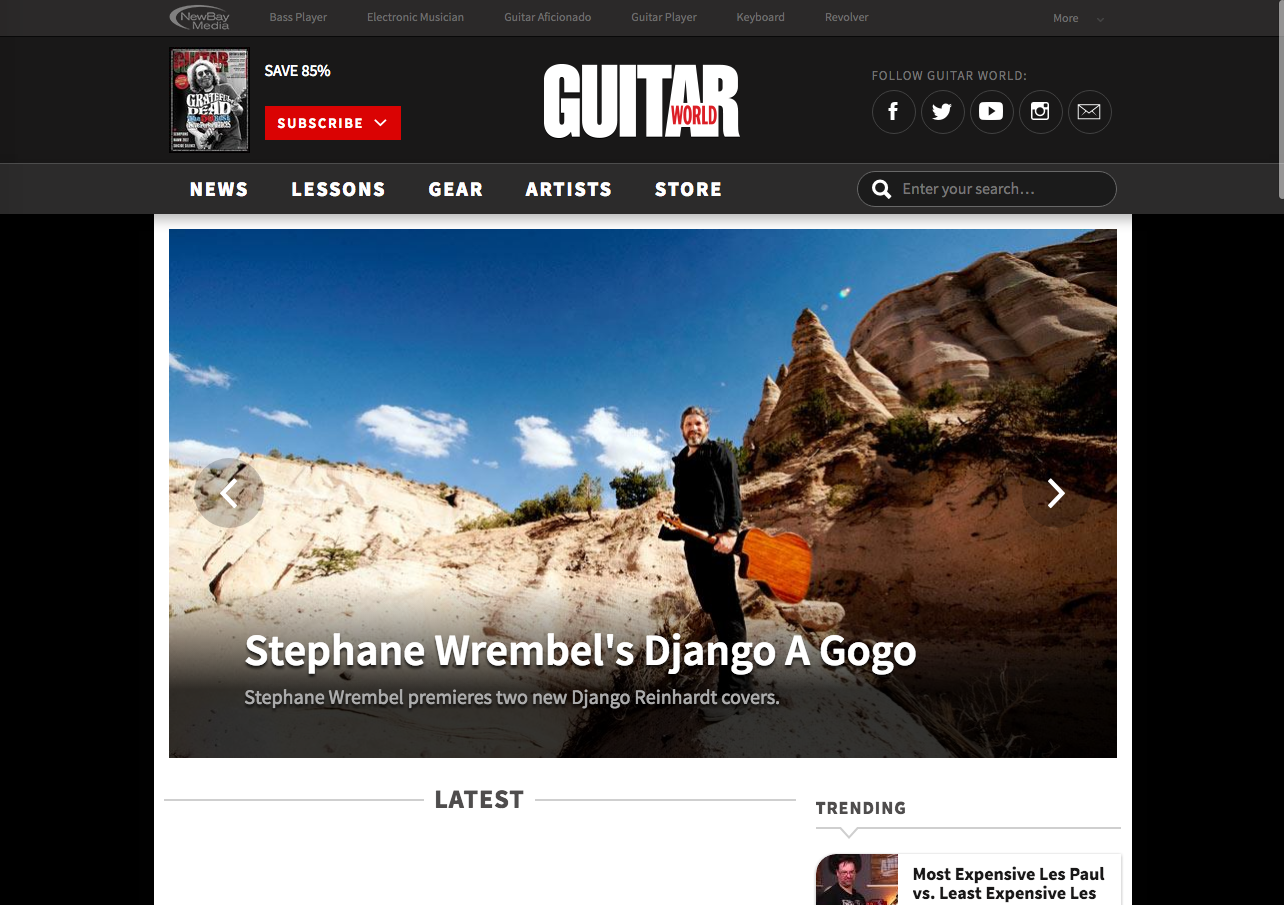 NewBay Media
Bass Player
Electronic Musician
Guitar Aficionado
Guitar Player
Keyboard
Revolver
More
GUITAR
GRATEFUL
DEAD
SAVE 85%
SUBSCRIBE
GUITAR
WORLD
FOLLOW GUITAR WORLD:
NEWS
LESSONS
GEAR
ARTISTS
STORE
Enter your search...
Stephane Wrembel's Django A Gogo
Stephane Wrembel premieres two new Django Reinhardt covers.
LATEST
TRENDING
Most Expensive Les Paul
vs. Least Expensive Les